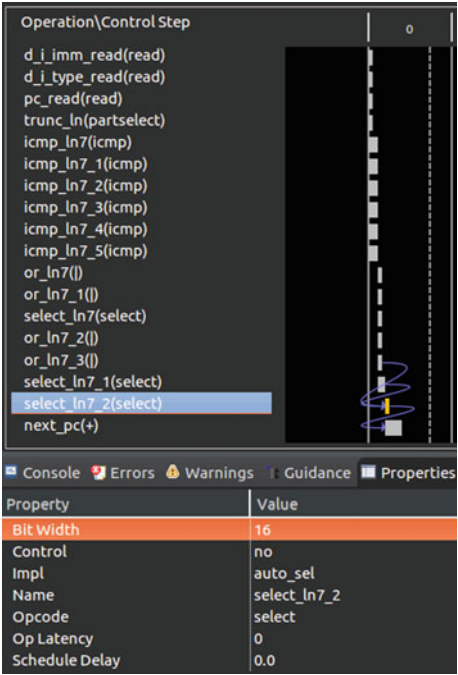 Operation\Control Step 0
d_i_imm_read(read)
d_i_type_read(read)
pc_read(read)
trunc_ln(partselect)
icmp_ln7(icmp)
icmp_ln7_1(icmp)
icmp_ln7_2(icmp)
icmp_ln7_3(icmp)
icmp_ln7_4(icmp)
icmp_ln7_5(icmp)
or_ln7(|)
or_ln7_1(|)
select_ln7(select)
or_ln7_2(|)
or_ln7_3(|)
select_ln7_1(select)
select_ln7_2(select)
next_pc(+)
Console Errors Warnings Guidance Properties
Property Value
Bit Width 16
Control no
Impl auto_sel
Name select_ln7_2
Opcode select
Op Latency 0
Schedule Delay 0.0